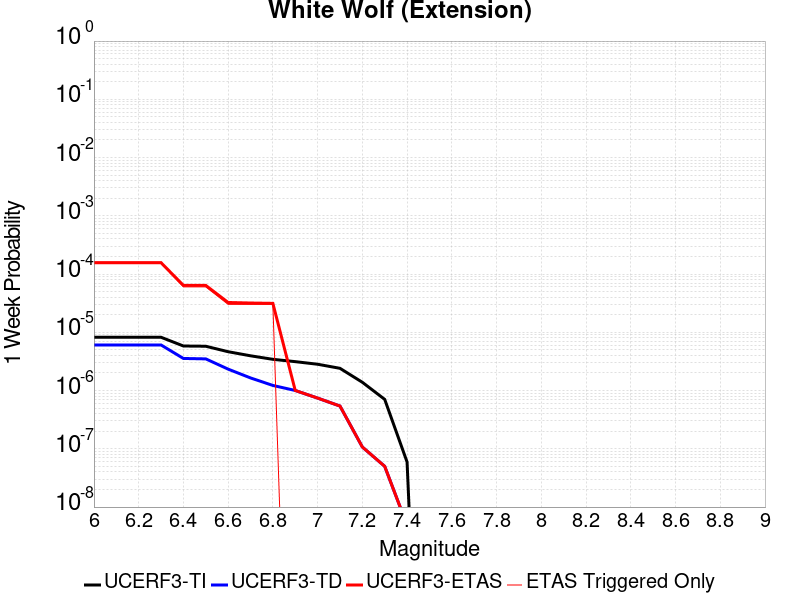 White Wolf (Extension)
1 Week Probability
10 0
10 -1
10 -2
10 -3
10 -4
10 -5
10 -6
10 -7
10 -8
6 6.2 6.4 6.6 6.8 7 7.2 7.4 7.6 7.8 8 8.2 8.4 8.6 8.8 9
Magnitude
UCERF3-TI UCERF3-TD UCERF3-ETAS ETAS Triggered Only